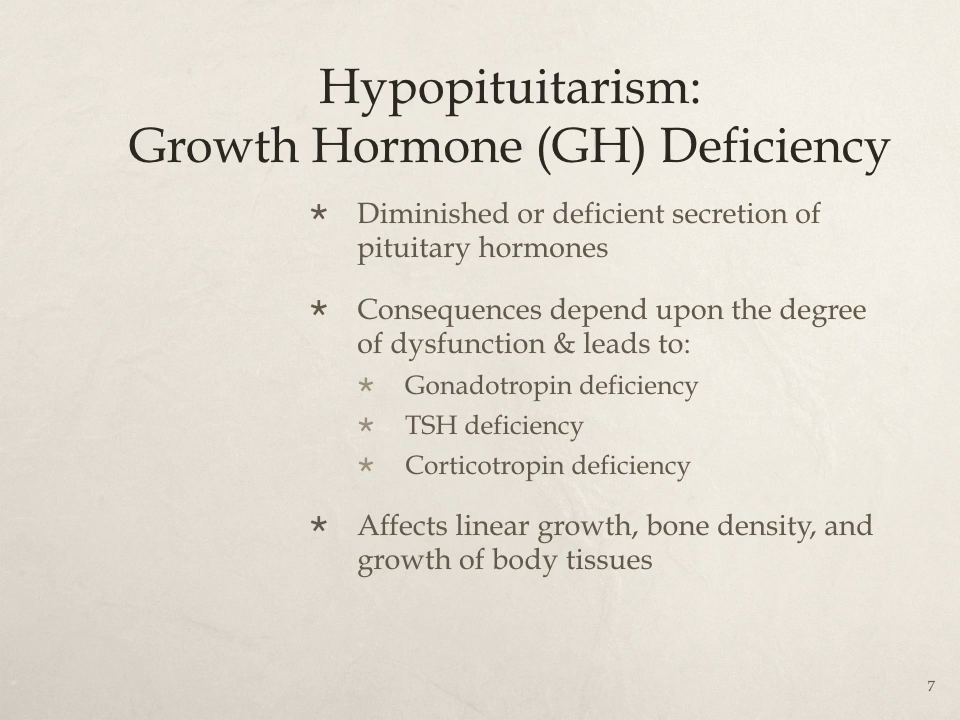 Hypopituitarism:
Growth Hormone (GH) Deficiency
* Diminished or deficient secretion of
pituitary hormones
* Consequences depend upon the degree
of dysfunction & leads to:
* Gonadotropin deficiency
* TSH deficiency
* Corticotropin deficiency
* Affects linear growth, bone density, and
growth of body tissues
7